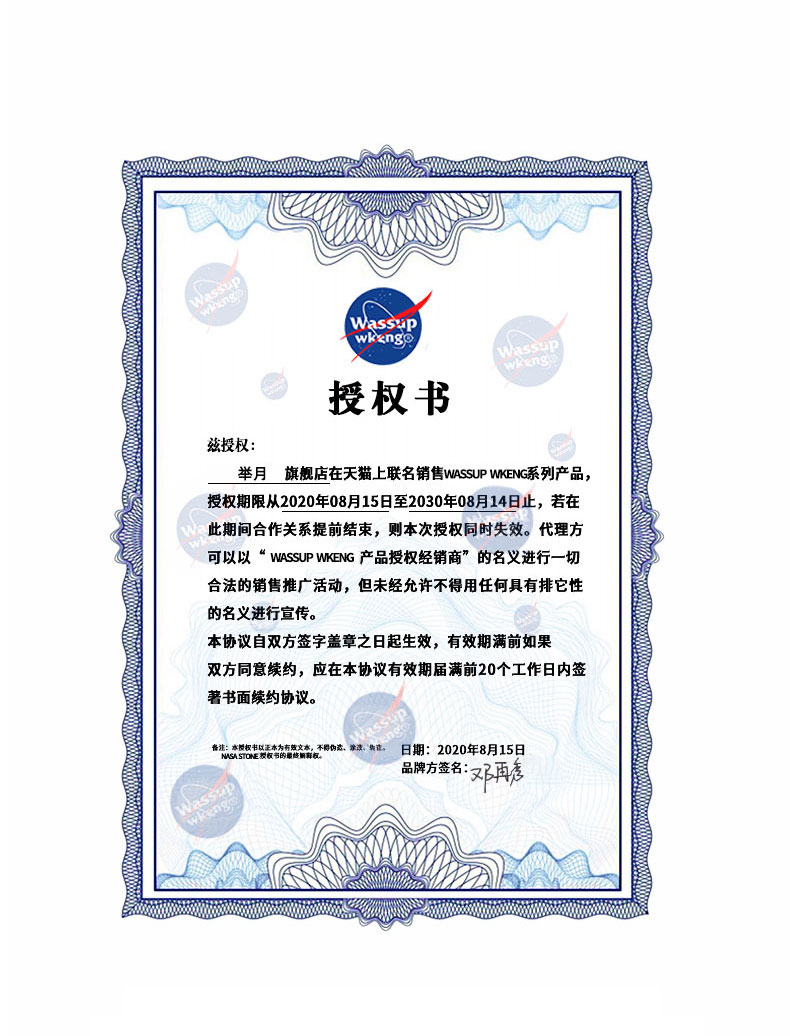 Wassup
wkeng®
授权书
兹授权：
举月 旗舰店在天猫上联名销售WASSUP WKENG系列产品，
授权期限从2020年08月15日至2030年08月14日止，若在
此期间合作关系提前结束，则本次授权同时失效。代理方
可以以“ WASSUP WKENG 产品授权经销商”的名义进行一切
合法的销售推广活动，但未经允许不得用任何具有排它性
的名义进行宣传。
本协议自双方签字盖章之日起生效，有效期满前如果
双方同意续约，应在本协议有效期届满前20个工作日内签
著书面续约协议。
备注：本授权书以正本为有效文本，不得伪造、涂改、
NASA STONE 授权书的最终解释权。
日期：2020年8月15日
品牌方签名：邓再